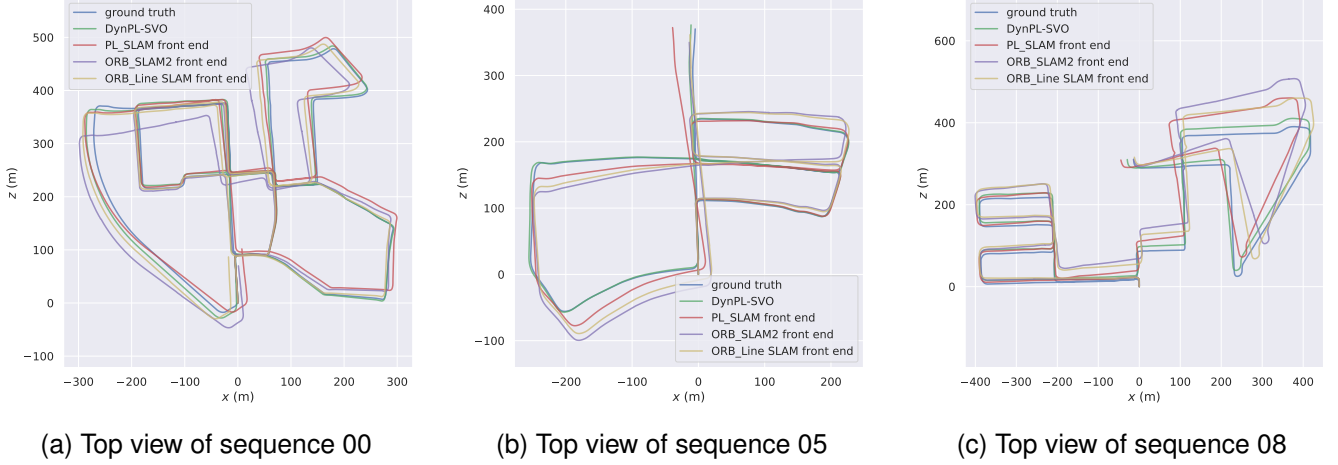 ground truth
DynPL-SVO
PL_SLAM front end
ORB_SLAM2 front end
ORB_Line SLAM front end
500
400
300
200
100
0
−100
z (m)
−300
−200
−100
0
100
200
300
x (m)
(a) Top view of sequence 00
400
300
200
100
0
−100
z (m)
ground truth
DynPL-SVO
PL_SLAM front end
ORB_SLAM2 front end
ORB_Line SLAM front end
−200
−100
0
100
200
x (m)
(b) Top view of sequence 05
ground truth
DynPL-SVO
PL_SLAM front end
ORB_SLAM2 front end
ORB_Line SLAM front end
600
400
200
0
z (m)
−400
−300
−200
−100
0
100
200
300
400
x (m)
(c) Top view of sequence 08